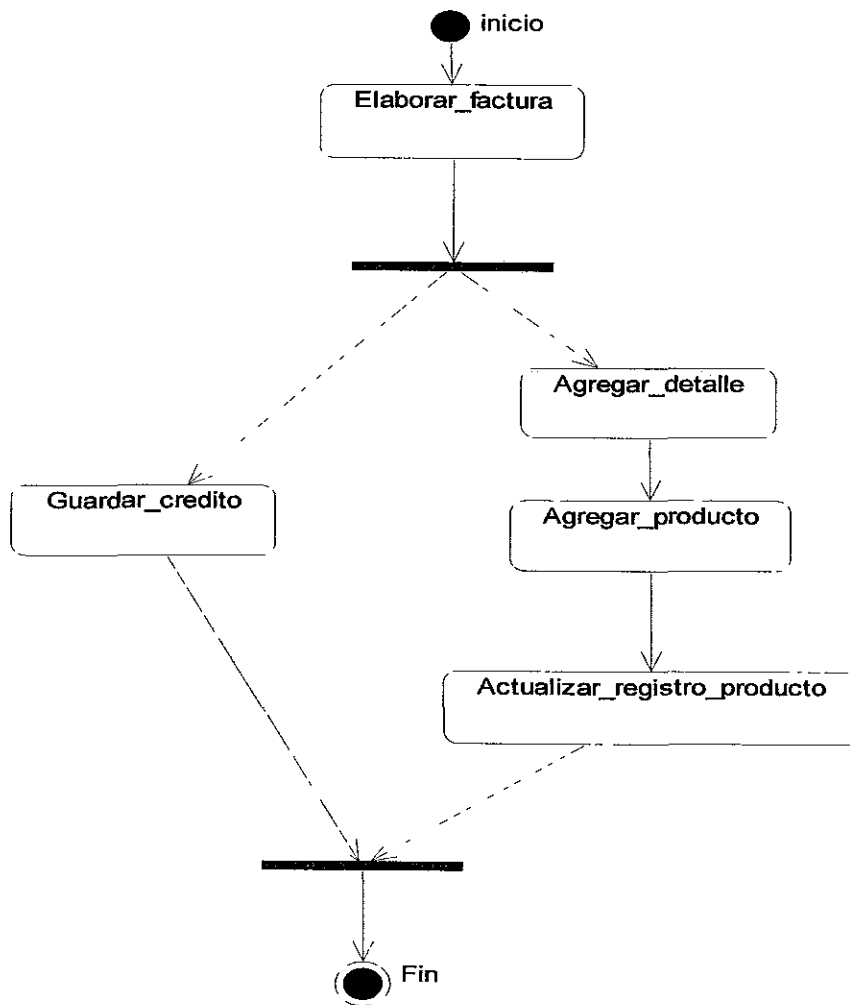 inicio
Elaborar_factura
Agregar_detalle
Guardar_credito
Agregar_producto
Actualizar_registro_producto
Fin